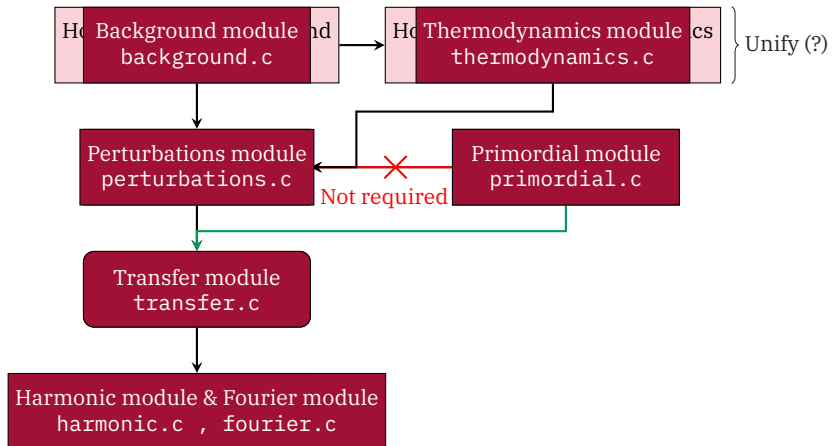 Background module
background.c
Thermodynamics module
thermodynamics.c
Unify (?)
Perturbations module
perturbations.c
Primordial module
primordial.c
Not required
Transfer module
transfer.c
Harmonic module & Fourier module
harmonic.c , fourier.c